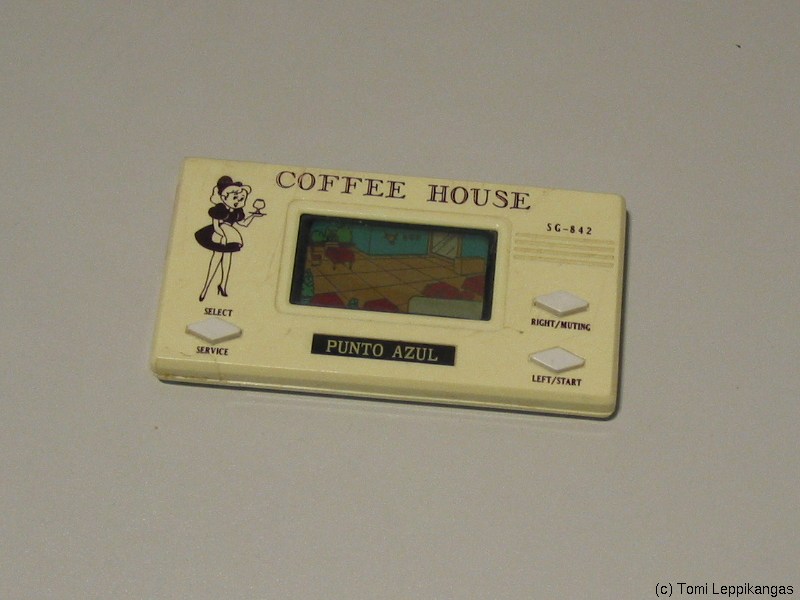 COFFEE HOUSE
SG-842
SELECT
SERVICE
RIGHT/MUTING
PUNTO AZUL
LEFT/START
(c) Tomi Leppikangas